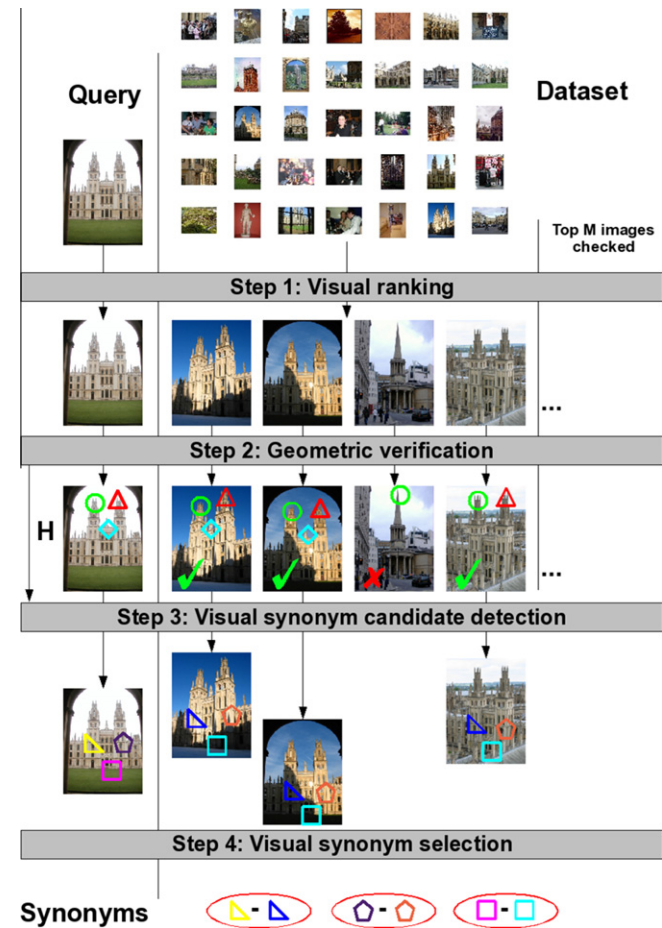 Query
Dataset
Top M images
checked
Step 1: Visual ranking
...
Step 2: Geometric verification
H
...
Step 3: Visual synonym candidate detection
Step 4: Visual synonym selection
Synonyms
-
-
-